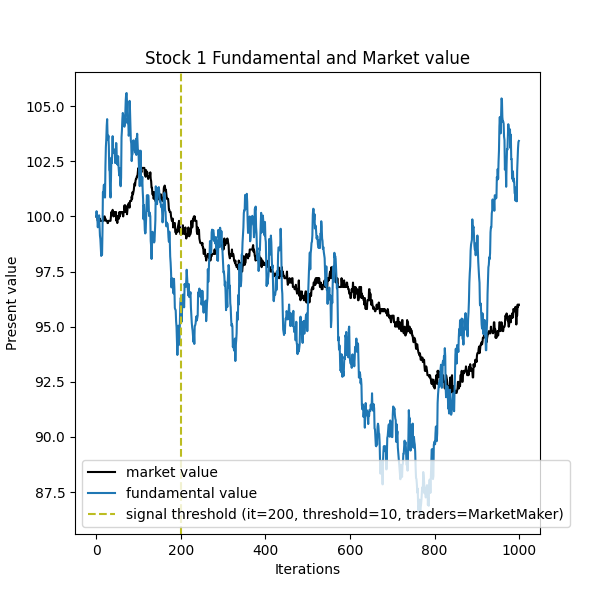 Stock 1 Fundamental and Market value
Present value
105.0
102.5
100.0
97.5
95.0
92.5
90.0
87.5
market value
fundamental value
signal threshold (it=200, threshold=10, traders=MarketMaker)
0 200 400 600 800 1000
Iterations